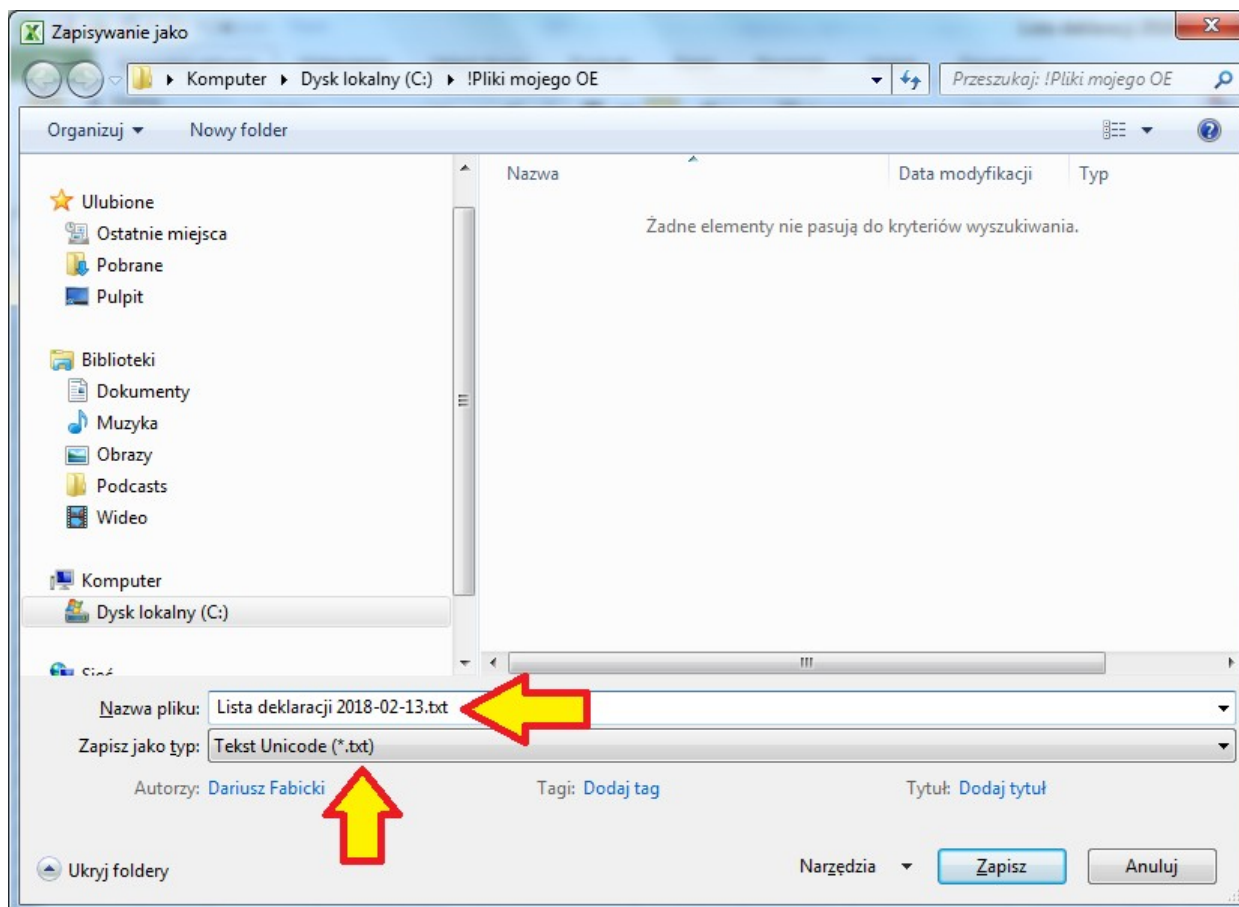 Zapisywanie jako
Komputer Dysk lokalny (C:) !Pliki mojego OE Przeszukaj: !Pliki mojego OE
Organizuj Nowy folder
Nazwa Data modyfikacji Typ
Żadne elementy nie pasują do kryteriów wyszukiwania.
Ulubione
Ostatnie miejsca
Pobrane
Pulpit
Biblioteki
Dokumenty
Muzyka
Obrazy
Podcasts
Wideo
Komputer
Dysk lokalny (C:)
Nazwa pliku: Lista deklaracji 2018-02-13.txt
Zapisz jako typ: Tekst Unicode (*.txt)
Autorzy: Dariusz Fabicki Tagi: Dodaj tag Tytuł: Dodaj tytuł
Ukryj foldery Narzędzia Zapisz Anuluj